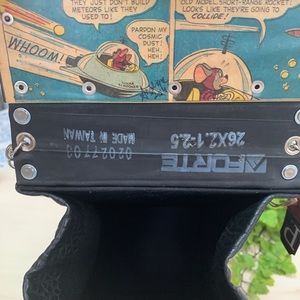 THEY JUST DON'T BUILD
METEORS LIKE THEY
USED TO!
PARDON MY
COSMIC
DUST! HEH.
HEH!
WHOOM
OLD MODEL, SHORT-RANGE ROCKET!
LOOKS LIKE THEY'RE GOING TO
COLLIDE!
FORTE
26X2.1-2.5
MADE IN TAIWAN